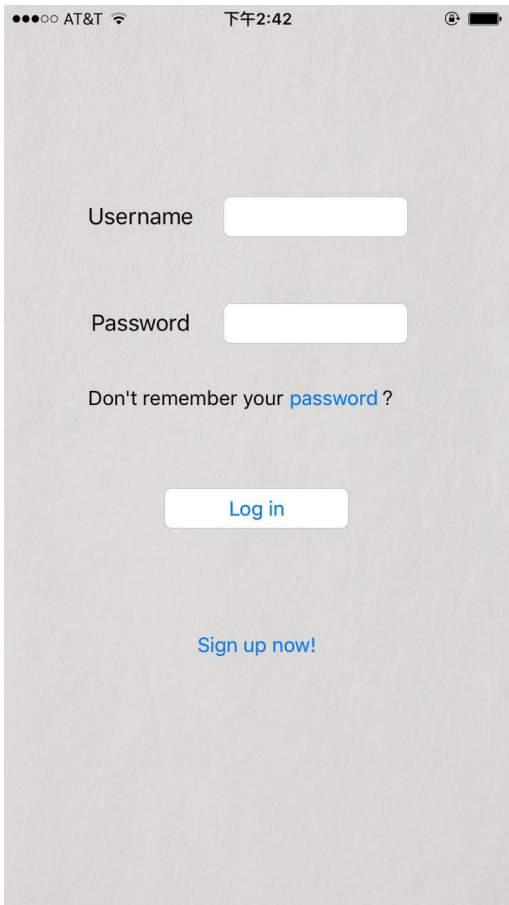 AT&T 下午2:42
Username
Password
Don't remember your password ?
Log in
Sign up now!